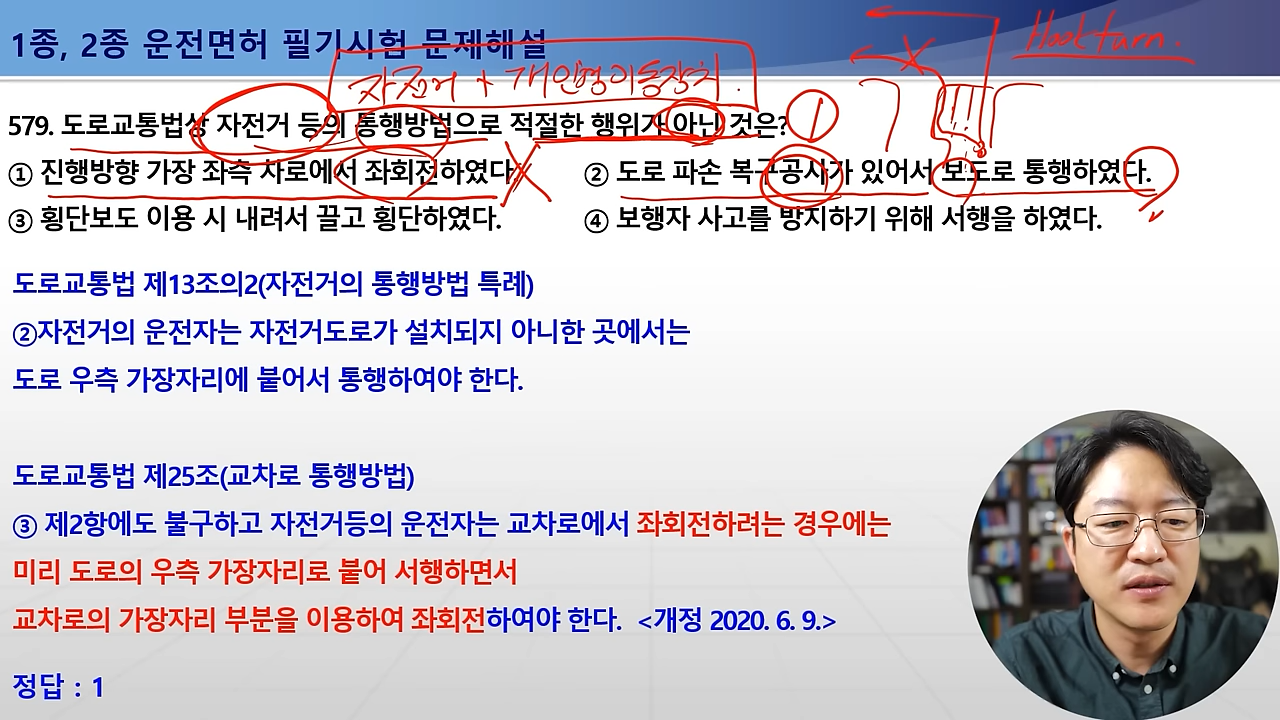 1종, 2종 운전면허 필기시험 문제해설
Hook turn.
자전거 + 개인형이동장치.
579. 도로교통법상 자전거 등의 통행방법으로 적절한 행위가 아닌 것은?
① 진행방향 가장 좌측 차로에서 좌회전하였다.
② 도로 파손 복구공사가 있어서 보도로 통행하였다.
③ 횡단보도 이용 시 내려서 끌고 횡단하였다.
④ 보행자 사고를 방지하기 위해 서행을 하였다.
도로교통법 제13조의2(자전거의 통행방법 특례)
②자전거의 운전자는 자전거도로가 설치되지 아니한 곳에서는
도로 우측 가장자리에 붙어서 통행하여야 한다.
도로교통법 제25조(교차로 통행방법)
③ 제2항에도 불구하고 자전거등의 운전자는 교차로에서 좌회전하려는 경우에는
미리 도로의 우측 가장자리로 붙어 서행하면서
교차로의 가장자리 부분을 이용하여 좌회전하여야 한다. <개정 2020. 6. 9.>
정답 : 1